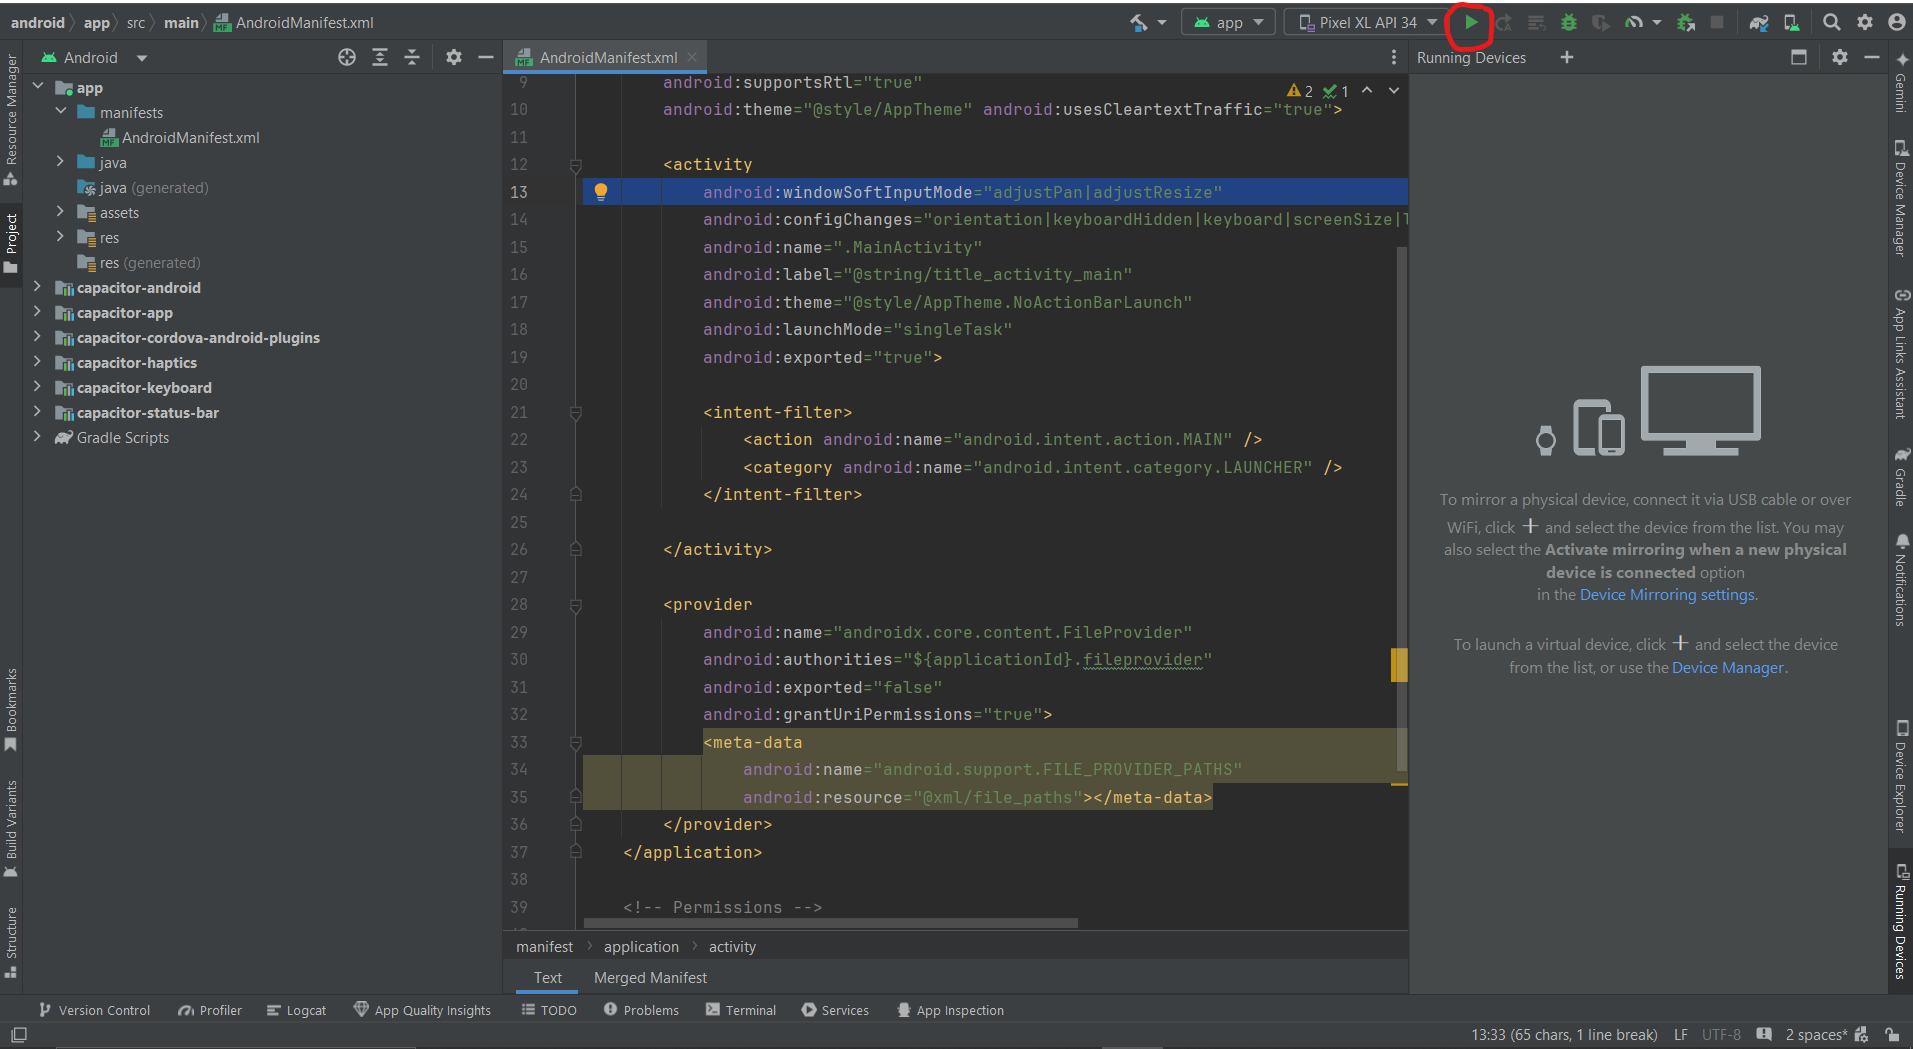 android app src main AndroidManifest.xml app Pixel XL API 34
Android
AndroidManifest.xml
Running Devices
Resource Manager
Project
Bookmarks
Build Variants
Structure
app
manifests
AndroidManifest.xml
java
java (generated)
assets
res
res (generated)
capacitor-android
capacitor-app
capacitor-cordova-android-plugins
capacitor-haptics
capacitor-keyboard
capacitor-status-bar
Gradle Scripts
2 1
9 android:supportsRtl="true"
10 android:theme="@style/AppTheme" android:usesCleartextTraffic="true">
11
12 <activity
13 android:windowSoftInputMode="adjustPan|adjustResize"
14 android:configChanges="orientation|keyboardHidden|keyboard|screenSize|
15 android:name=".MainActivity"
16 android:label="@string/title_activity_main"
17 android:theme="@style/AppTheme.NoActionBarLaunch"
18 android:launchMode="singleTask"
19 android:exported="true">
20
21 <intent-filter>
22 <action android:name="android.intent.action.MAIN" />
23 <category android:name="android.intent.category.LAUNCHER" />
24 </intent-filter>
25
26 </activity>
27
28 <provider
29 android:name="androidx.core.content.FileProvider"
30 android:authorities="${applicationId}.fileprovider"
31 android:exported="false"
32 android:grantUriPermissions="true">
33 <meta-data
34 android:name="android.support.FILE_PROVIDER_PATHS"
35 android:resource="@xml/file_paths"></meta-data>
36 </provider>
37 </application>
38
39 <!-- Permissions -->
manifest application activity
Text Merged Manifest
To mirror a physical device, connect it via USB cable or over
WiFi, click + and select the device from the list. You may
also select the Activate mirroring when a new physical
device is connected option
in the Device Mirroring settings.
To launch a virtual device, click + and select the device
from the list, or use the Device Manager.
Gemini
Device Manager
App Links Assistant
Gradle
Notifications
Device Explorer
Running Devices
Version Control Profiler Logcat App Quality Insights TODO Problems Terminal Services App Inspection
13:33 (65 chars, 1 line break) LF UTF-8 2 spaces*